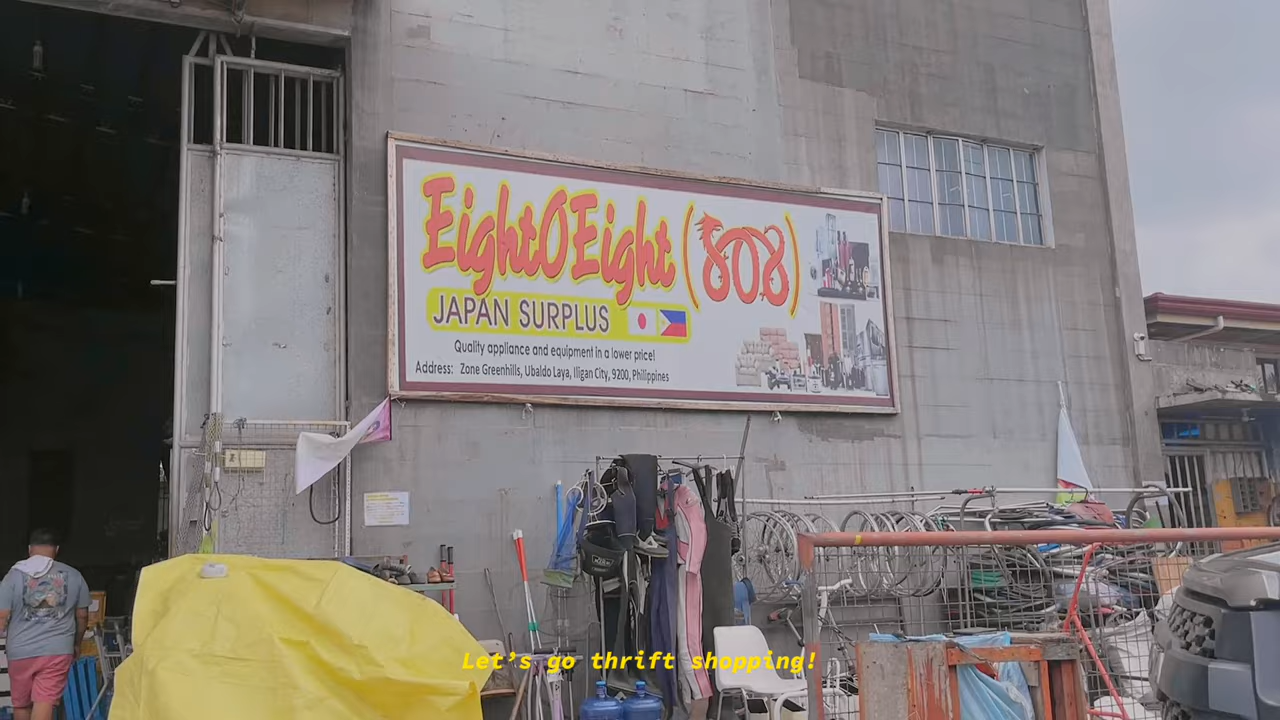 EightOEight (808)
JAPAN SURPLUS
Quality appliance and equipment in a lower price!
Address: Zone Greenhills, Ubaldo Laya, Iligan City, 9200, Philippines
Let's go thrift shopping!